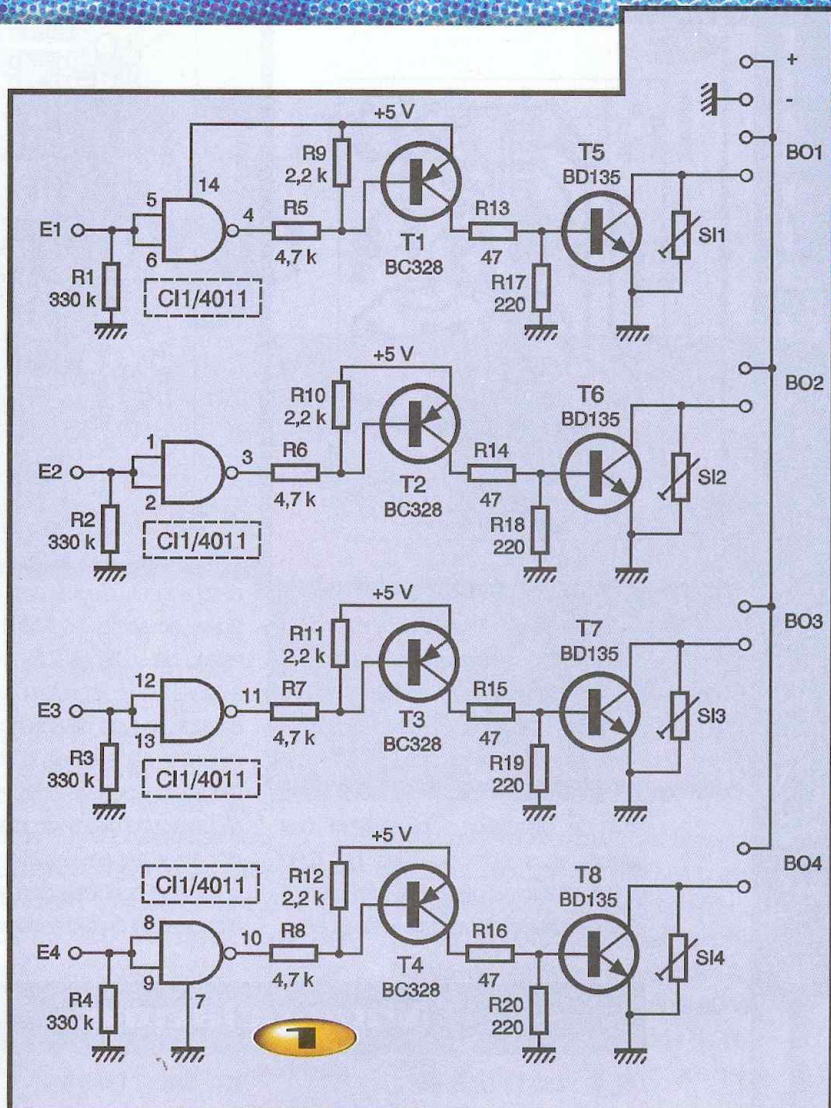 +
-
BO1
+5 V
R9
2,2 k
T5
BD135
14
5
4
R5
R13
E1
6
T1
BC328
4,7 k
47
SI1
R1
330 k
CI1/4011
R17
220
+5 V
BO2
R10
2,2 k
T6
BD135
1
3
R6
R14
E2
2
T2
BC328
4,7 k
47
SI2
R2
330 k
CI1/4011
R18
220
+5 V
BO3
R11
2,2 k
T7
BD135
12
11
R7
R15
E3
13
T3
BC328
4,7 k
47
SI3
R3
330 k
CI1/4011
R19
220
+5 V
BO4
CI1/4011
R12
2,2 k
T8
BD135
8
10
R8
R16
E4
9
7
T4
BC328
4,7 k
47
SI4
R4
330 k
R20
220
1